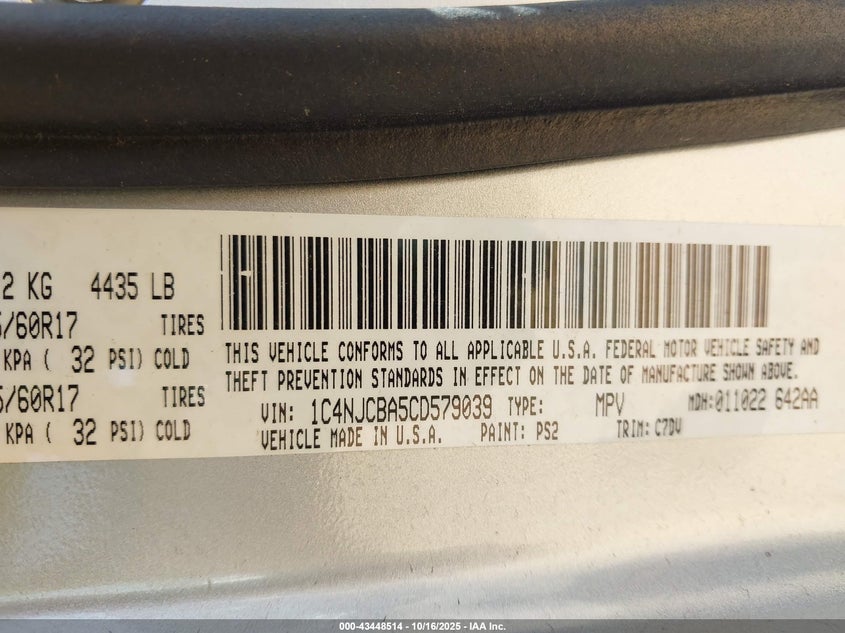 2 KG 4435 LB
5/60R17 TIRES
KPA ( 32 PSI) COLD
5/60R17 TIRES
KPA ( 32 PSI) COLD
THIS VEHICLE CONFORMS TO ALL APPLICABLE U.S.A. FEDERAL MOTOR VEHICLE SAFETY AND
THEFT PREVENTION STANDARDS IN EFFECT ON THE DATE OF MANUFACTURE SHOWN ABOVE.
VIN: 1C4NJCBA5CD579039 TYPE: MPV MDH:011022 642AA
VEHICLE MADE IN U.S.A. PAINT: PS2 TRIM: C7DV
000-43448514 | 10/16/2025 | IAA Inc.